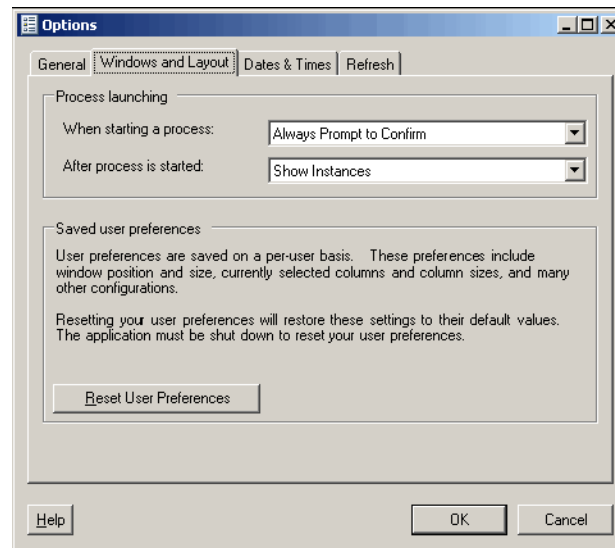 Options
General
Windows and Layout
Dates & Times
Refresh
Process launching
When starting a process:
Always Prompt to Confirm
After process is started:
Show Instances
Saved user preferences
User preferences are saved on a per-user basis. These preferences include
window position and size, currently selected columns and column sizes, and many
other configurations.
Resetting your user preferences will restore these settings to their default values.
The application must be shut down to reset your user preferences.
Reset User Preferences
Help
OK
Cancel